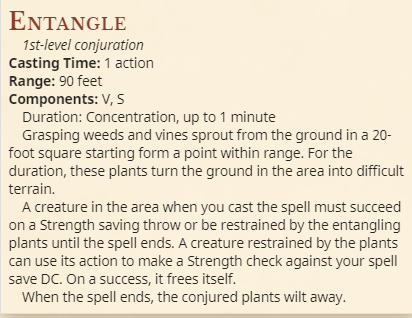 ENTANGLE
1st-level conjuration
Casting Time: 1 action
Range: 90 feet
Components: V, S
Duration: Concentration, up to 1 minute
Grasping weeds and vines sprout from the ground in a 20-
foot square starting form a point within range. For the
duration, these plants turn the ground in the area into difficult
terrain.
A creature in the area when you cast the spell must succeed
on a Strength saving throw or be restrained by the entangling
plants until the spell ends. A creature restrained by the plants
can use its action to make a Strength check against your spell
save DC. On a success, it frees itself.
When the spell ends, the conjured plants wilt away.